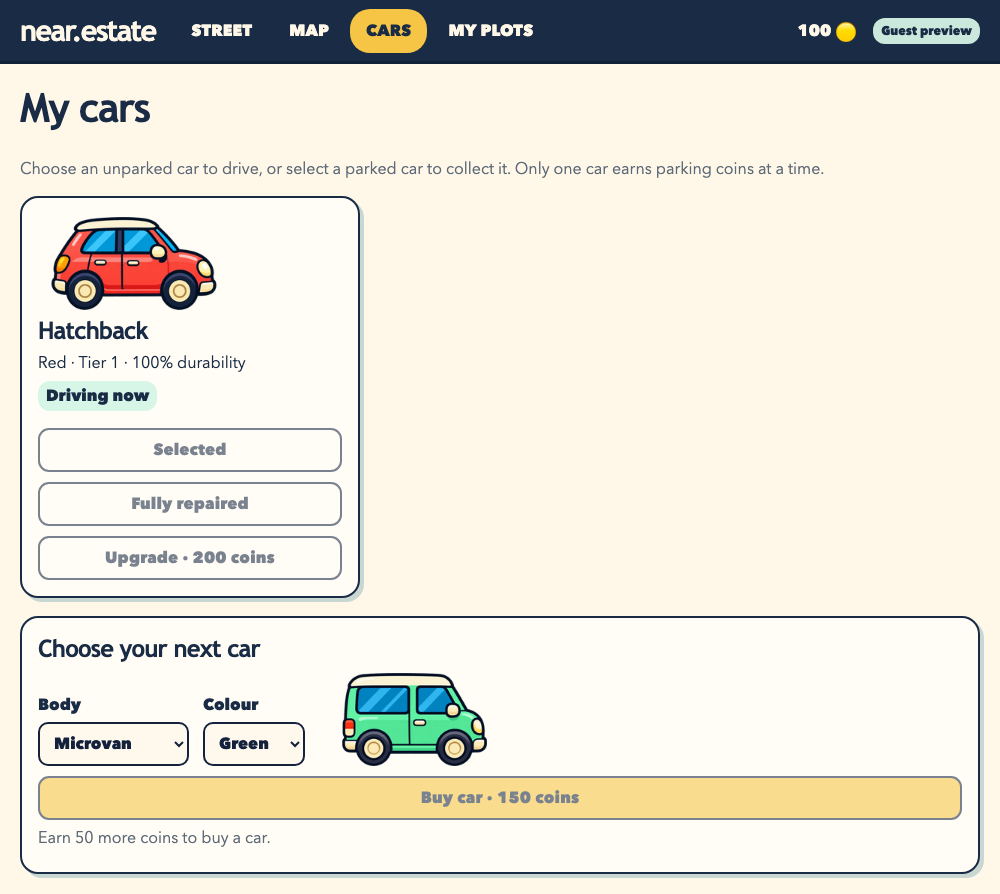 near.estate STREET MAP CARS MY PLOTS 100 Guest preview
My cars
Choose an unparked car to drive, or select a parked car to collect it. Only one car earns parking coins at a time.
Hatchback
Red · Tier 1 · 100% durability
Driving now
Selected
Fully repaired
Upgrade · 200 coins
Choose your next car
Body Colour
Microvan Green
Buy car · 150 coins
Earn 50 more coins to buy a car.